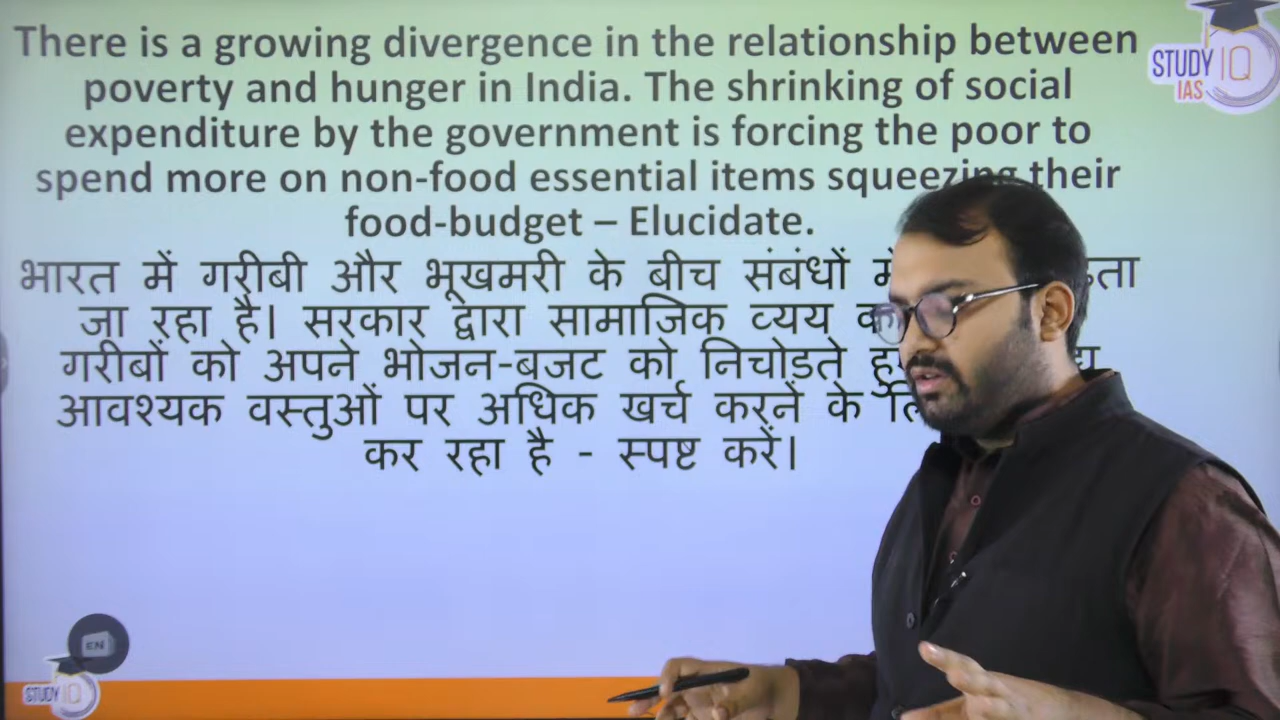 There is a growing divergence in the relationship between
poverty and hunger in India. The shrinking of social
expenditure by the government is forcing the poor to
spend more on non-food essential items squeezing their
food-budget – Elucidate.
भारत में गरीबी और भूखमरी के बीच संबंधों
जा रहा है। सरकार द्वारा सामाजिक व्यय
गरीबों को अपने भोजन-बजट को निचोड़ते
आवश्यक वस्तुओं पर अधिक खर्च करने के
कर रहा है - स्पष्ट करें।
STUDY IQ
IAS
EN
STUDY IQ